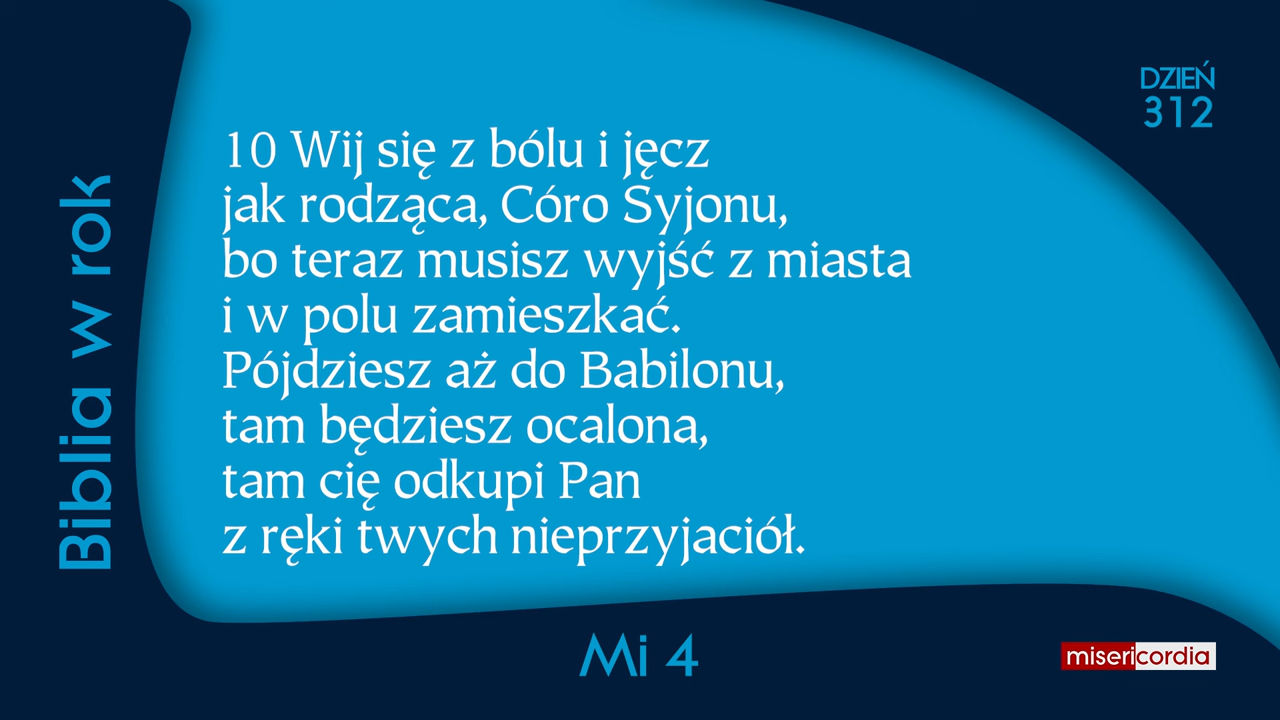 DZIEŃ
312
10 Wij się z bólu i jęcz
jak rodząca, Córo Syjonu,
bo teraz musisz wyjść z miasta
i w polu zamieszkać.
Pójdziesz aż do Babilonu,
tam będziesz ocalona,
tam cię odkupi Pan
z ręki twych nieprzyjaciół.
Biblia w rok
Mi 4
misericordia